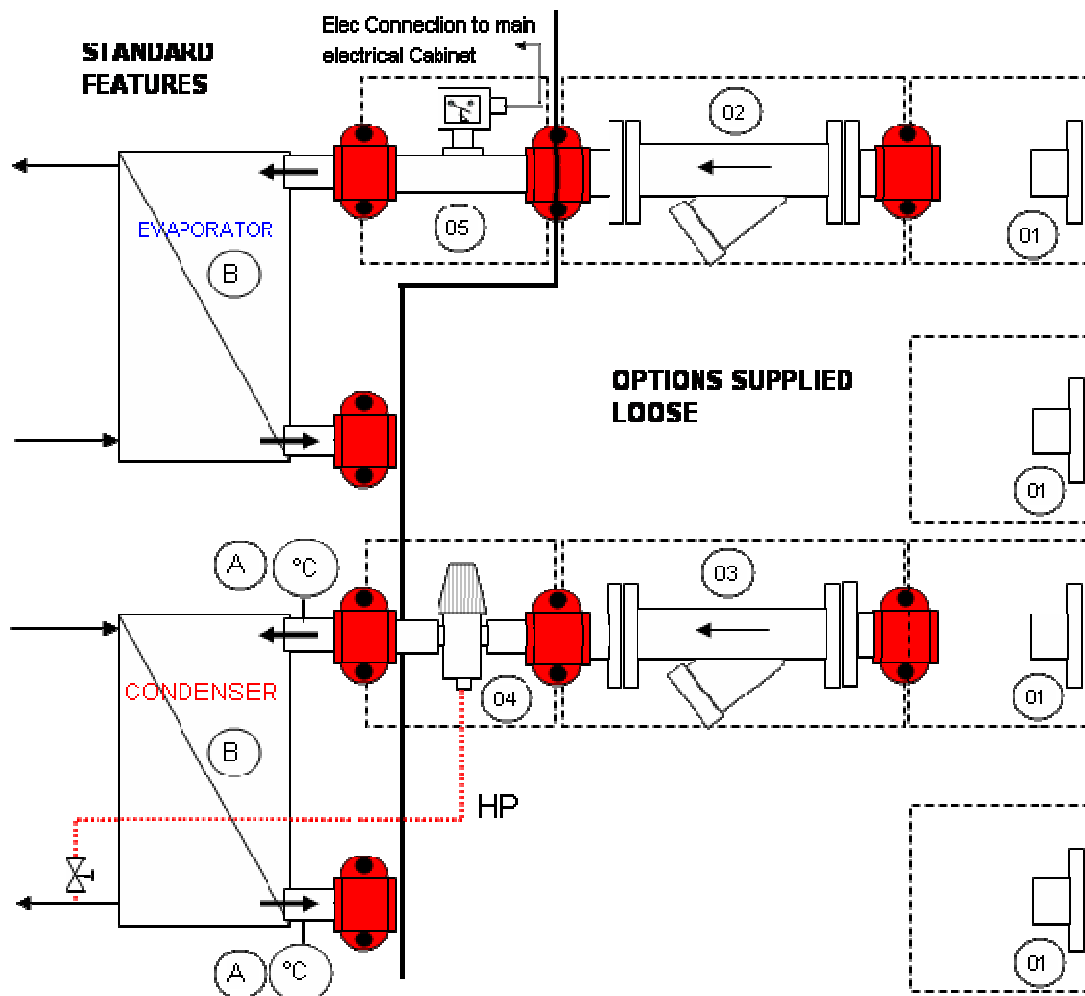 Elec Connection to main
electrical Cabinet
STANDARD
FEATURES
02
05
01
EVAPORATOR
B
OPTIONS SUPPLIED
LOOSE
01
A
°C
03
04
01
CONDENSER
B
HP
01
A
°C